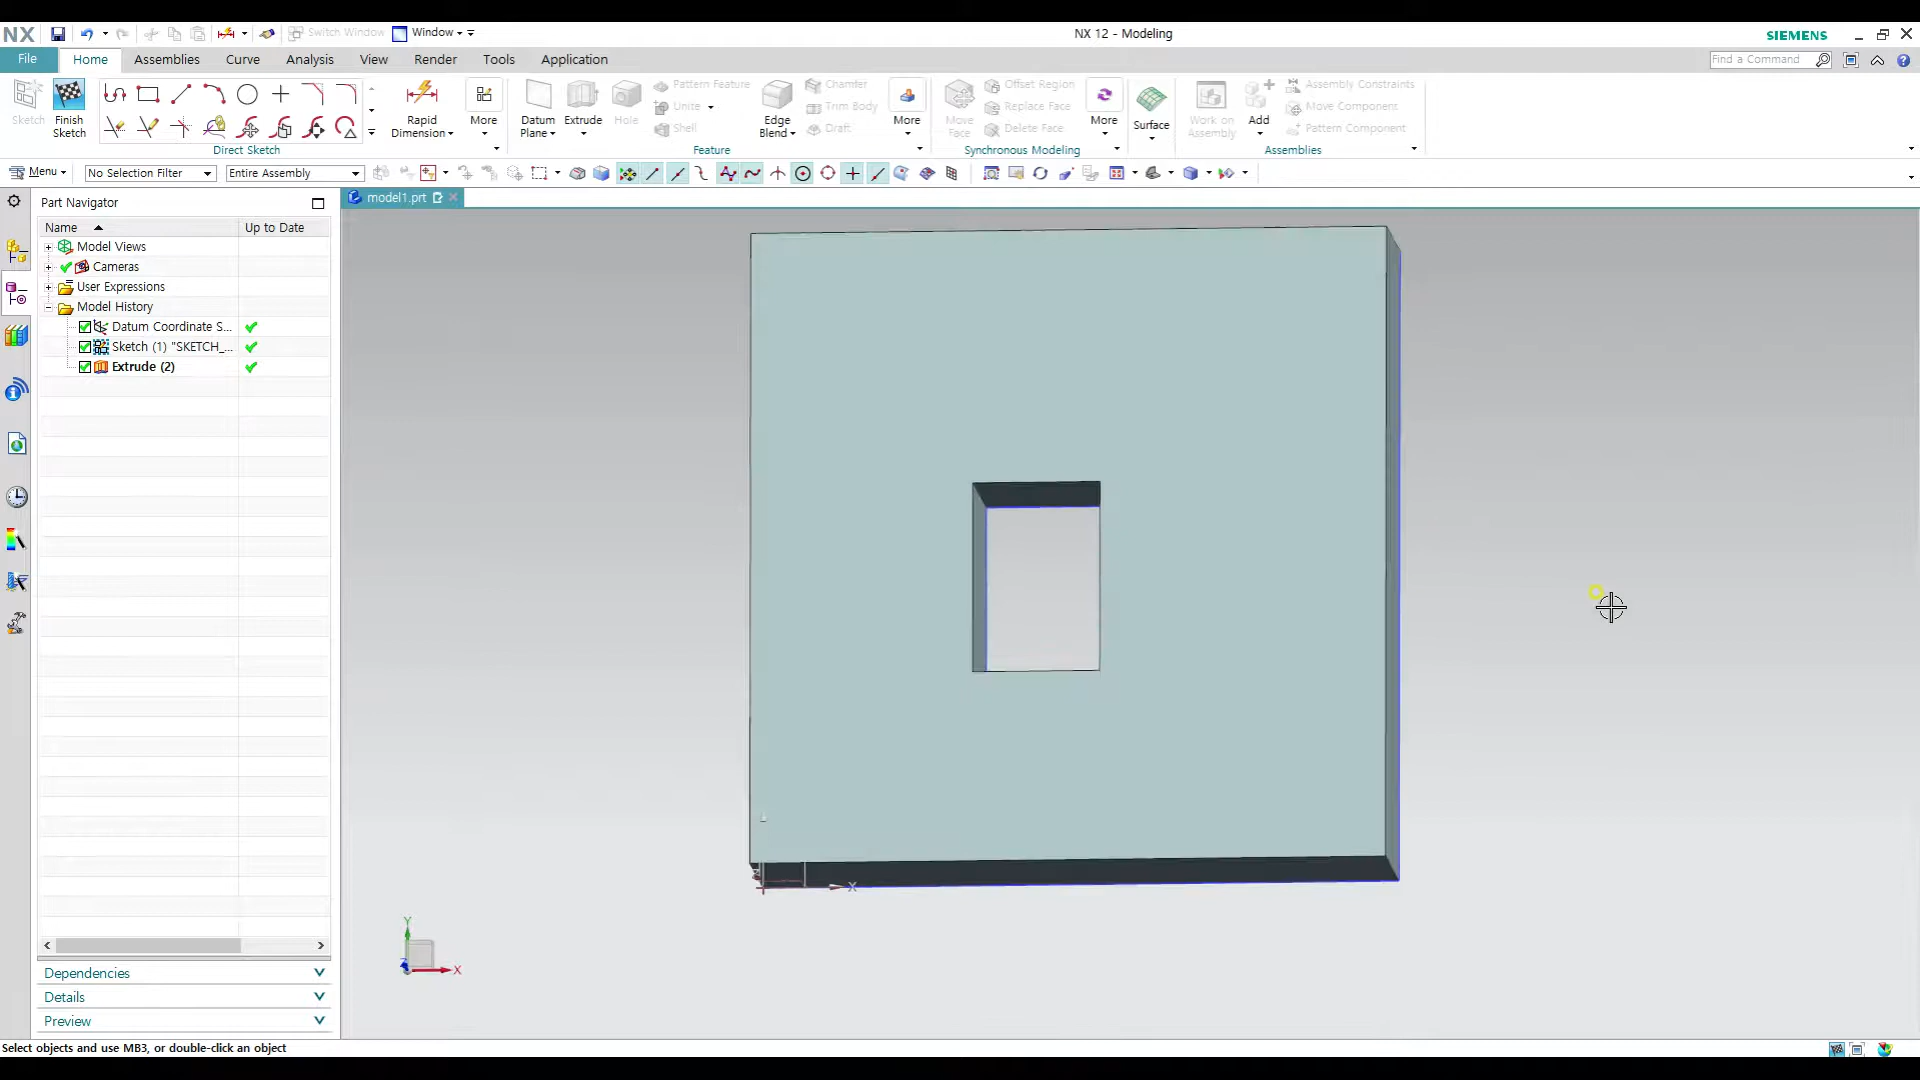 NX
Switch Window
Window
NX 12 - Modeling
SIEMENS
File
Home
Assemblies
Curve
Analysis
View
Render
Tools
Application
Find a Command
Sketch
Finish
Sketch
Direct Sketch
Rapid
Dimension
More
Datum
Plane
Extrude
Hole
Pattern Feature
Unite
Shell
Edge
Blend
Chamfer
Trim Body
Draft
More
Feature
Move
Face
Offset Region
Replace Face
Delete Face
More
Synchronous Modeling
Surface
Work on
Assembly
Add
Assembly Constraints
Move Component
Pattern Component
Assemblies
Menu
No Selection Filter
Entire Assembly
Part Navigator
model1.prt
Name
Up to Date
Model Views
Cameras
User Expressions
Model History
Datum Coordinate S...
Sketch (1) "SKETCH_...
Extrude (2)
X
Y
Z
X
Dependencies
Details
Preview
Select objects and use MB3, or double-click an object